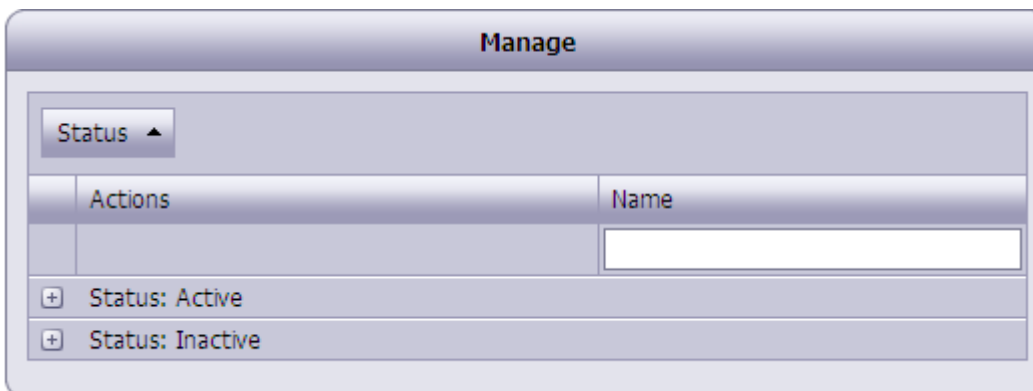 Manage
Status
Actions Name
Status: Active
Status: Inactive